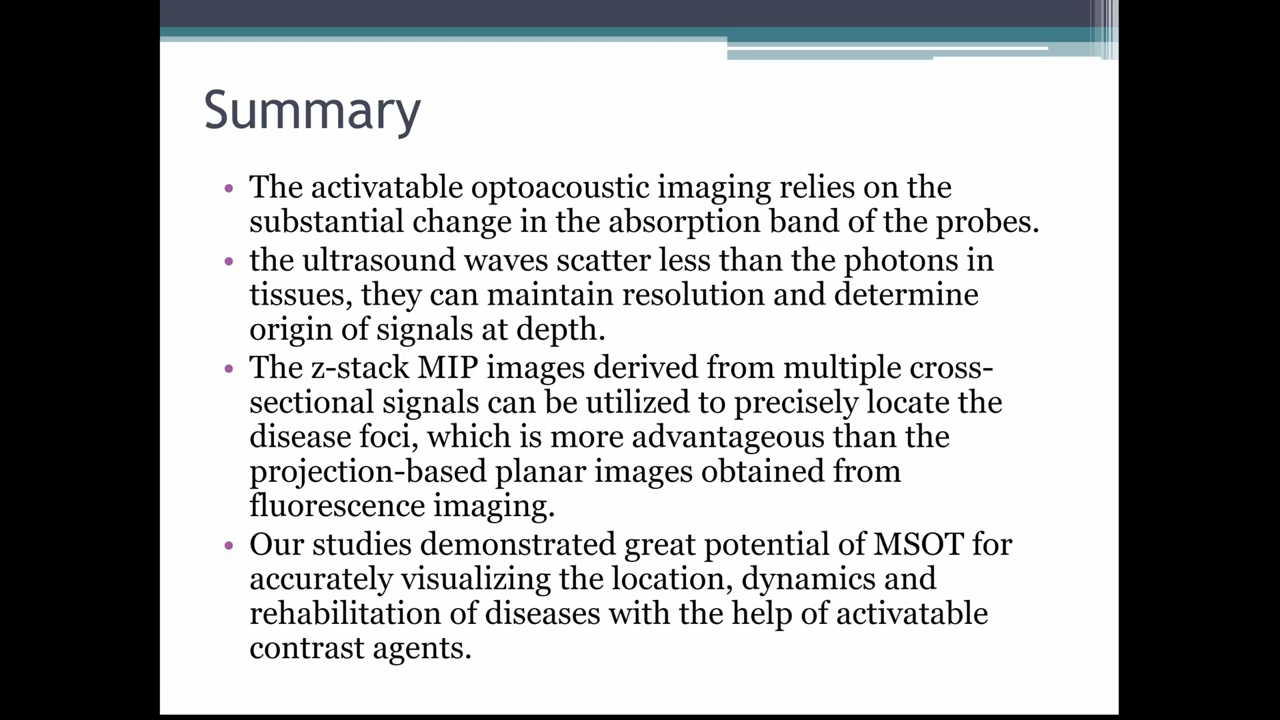 Summary
• The activatable optoacoustic imaging relies on the
substantial change in the absorption band of the probes.
• the ultrasound waves scatter less than the photons in
tissues, they can maintain resolution and determine
origin of signals at depth.
• The z-stack MIP images derived from multiple cross-
sectional signals can be utilized to precisely locate the
disease foci, which is more advantageous than the
projection-based planar images obtained from
fluorescence imaging.
• Our studies demonstrated great potential of MSOT for
accurately visualizing the location, dynamics and
rehabilitation of diseases with the help of activatable
contrast agents.